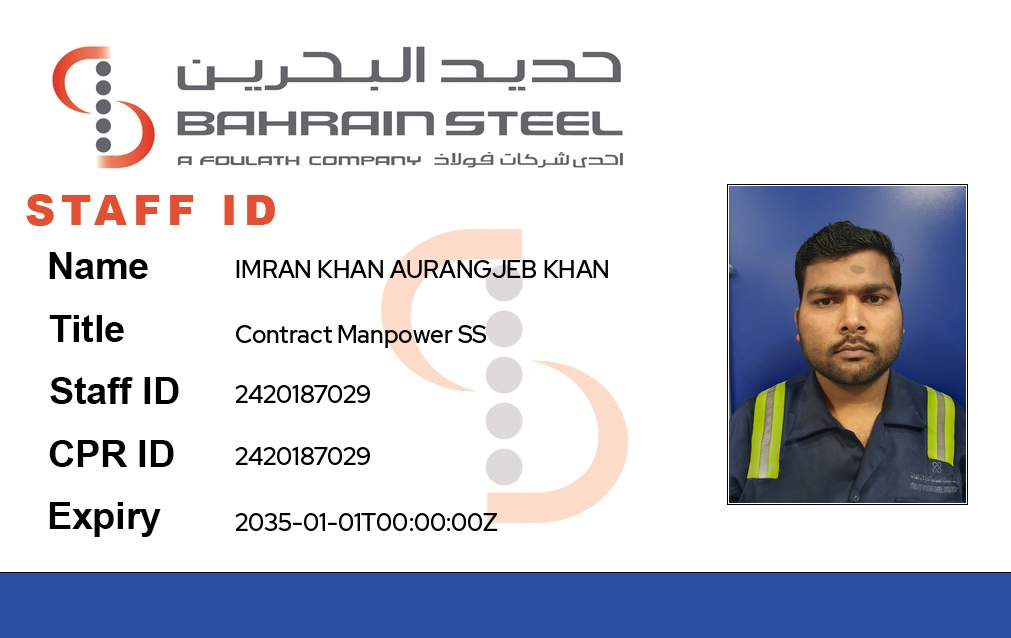 حديد البحرين
BAHRAIN STEEL
A FOULATH COMPANY احدى شركات فولاذ
STAFF ID
Name IMRAN KHAN AURANGJEB KHAN
Title Contract Manpower SS
Staff ID 2420187029
CPR ID 2420187029
Expiry 2035-01-01T00:00:00Z